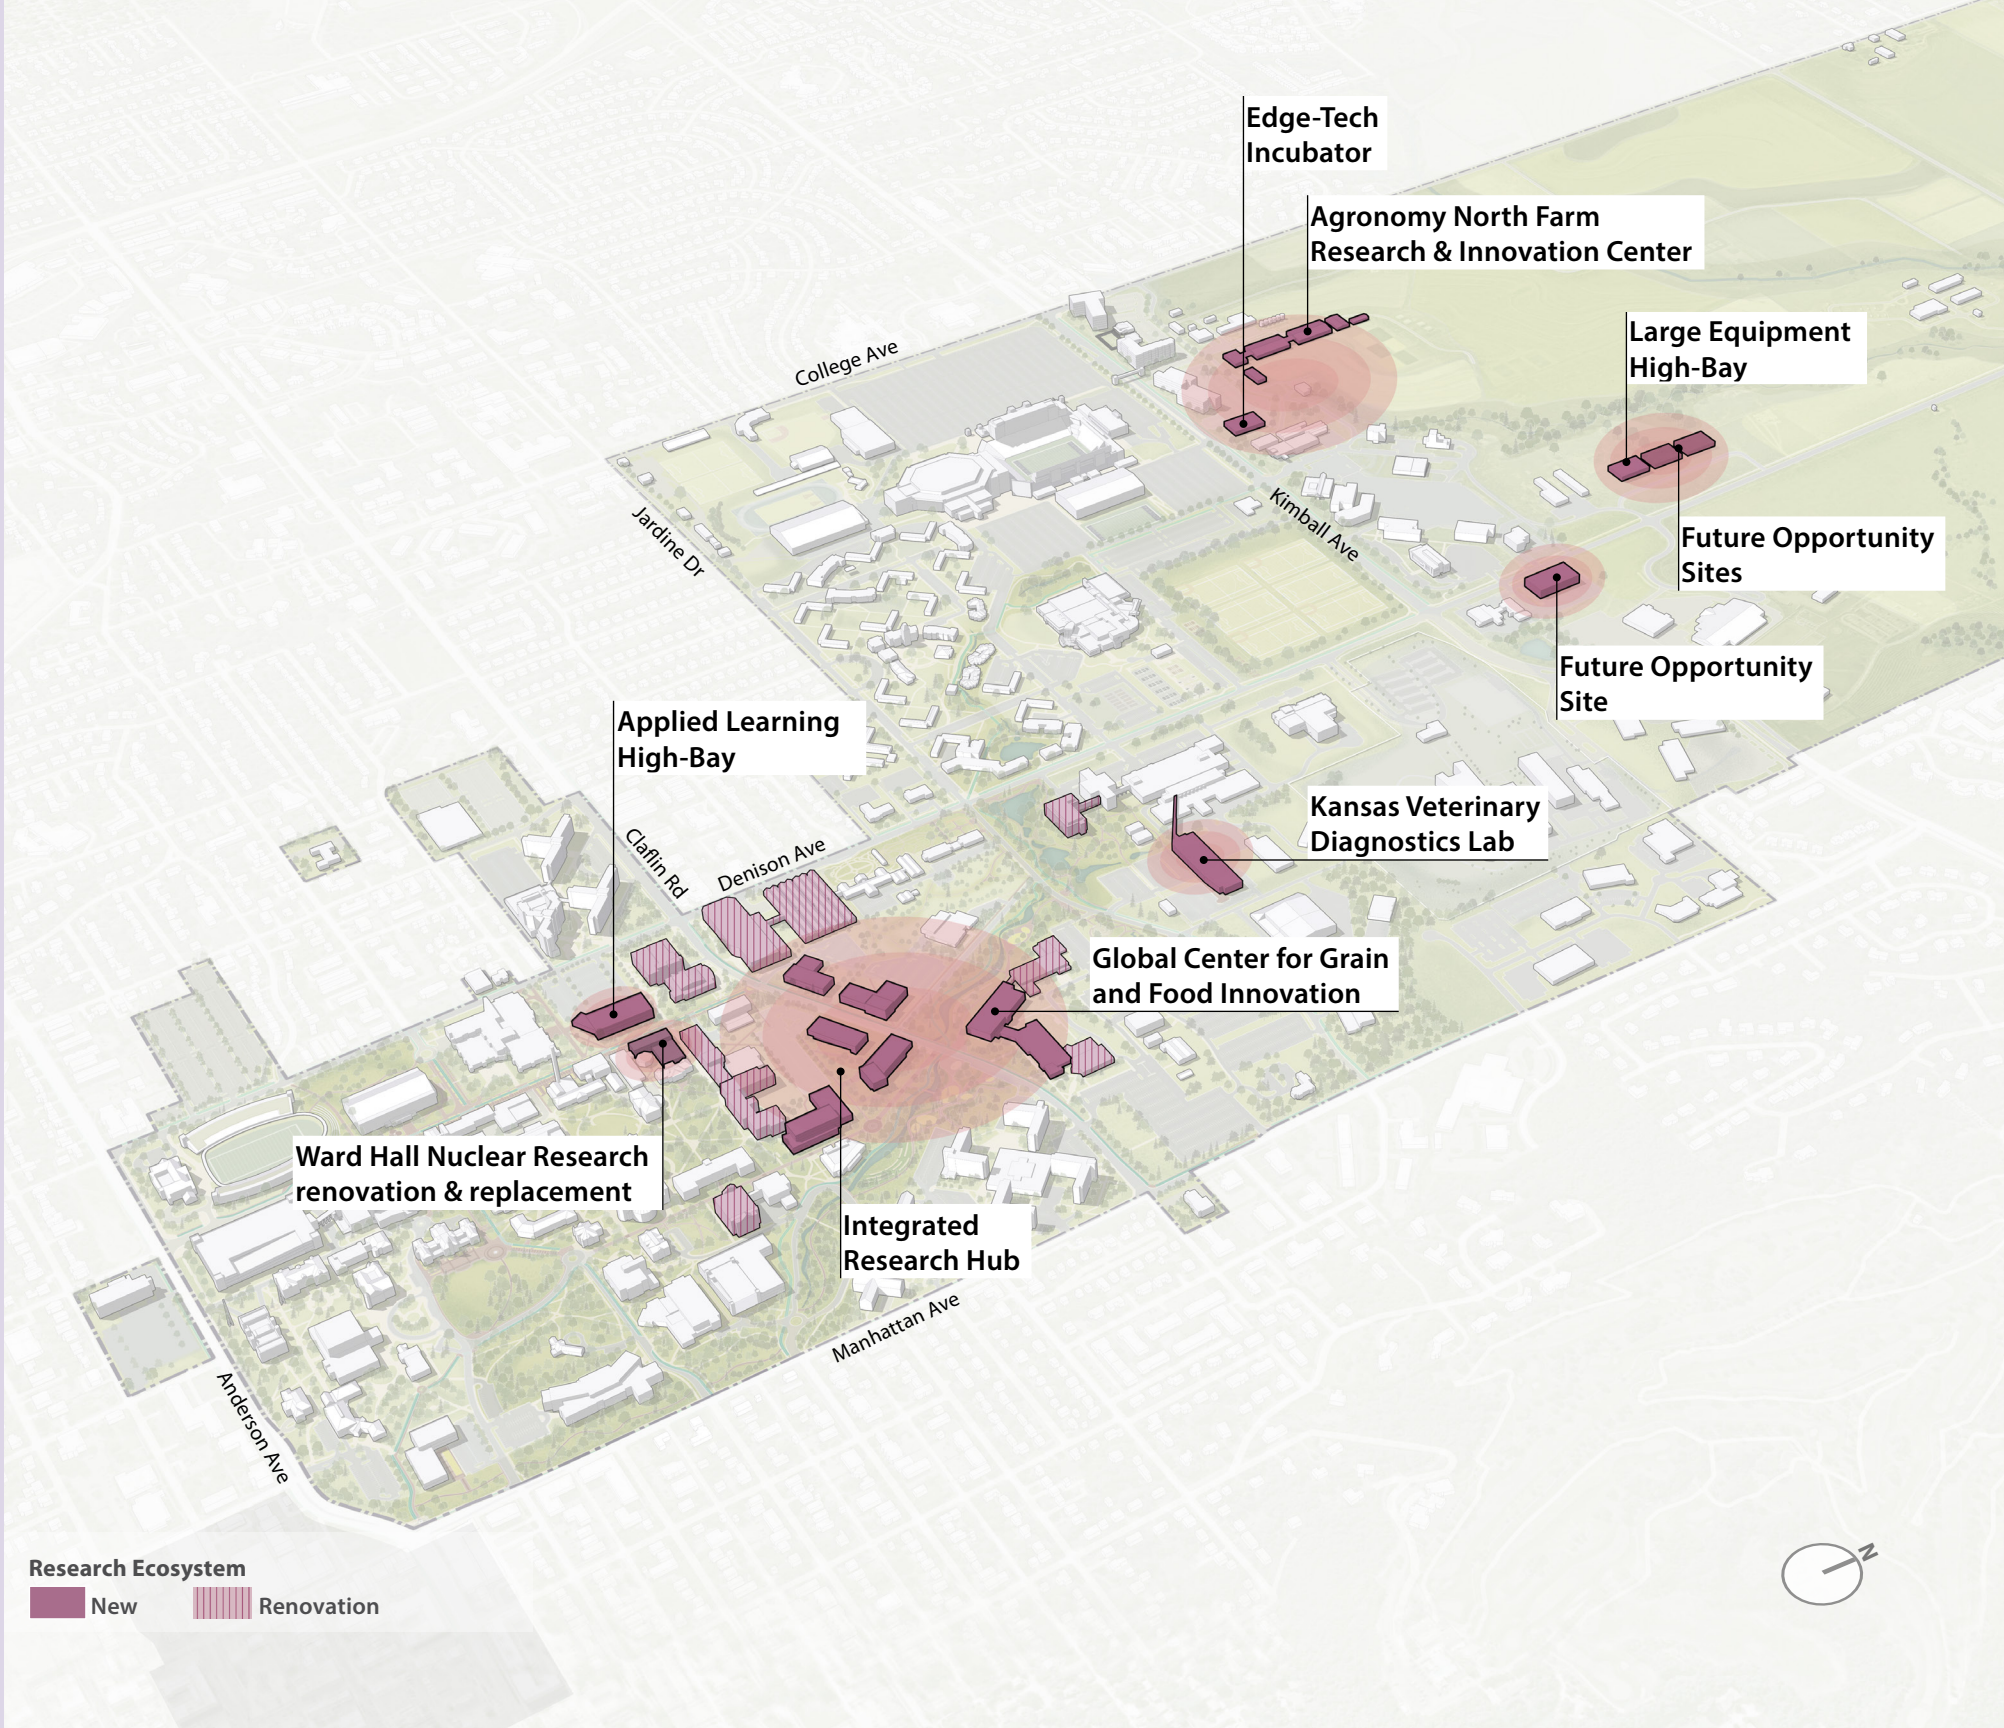 Edge-Tech
Incubator
Agronomy North Farm
Research & Innovation Center
Large Equipment
High-Bay
College Ave
Kimball Ave
Jardine Dr
Future Opportunity
Sites
Future Opportunity
Site
Applied Learning
High-Bay
Kansas Veterinary
Diagnostics Lab
Claflin Rd
Denison Ave
Global Center for Grain
and Food Innovation
Ward Hall Nuclear Research
renovation & replacement
Integrated
Research Hub
Manhattan Ave
Anderson Ave
Research Ecosystem
New
Renovation
N